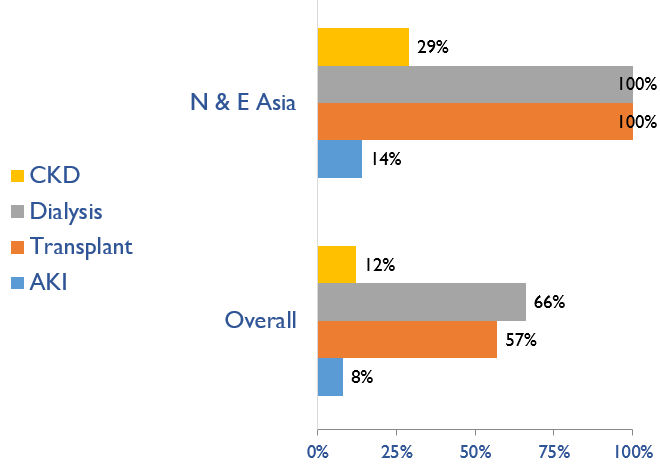 29%
N & E Asia
100%
100%
14%
CKD
Dialysis
Transplant
AKI
12%
66%
Overall
57%
8%
0% 25% 50% 75% 100%